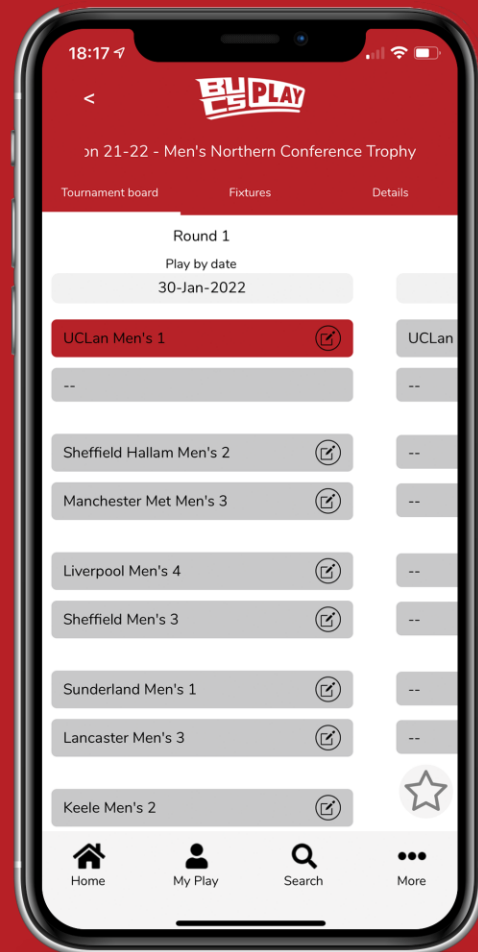 18:17
<
BUCS PLAY
on 21-22 - Men's Northern Conference Trophy
Tournament board Fixtures Details
Round 1
Play by date
30-Jan-2022
UCLan Men's 1 UCLan
-- --
Sheffield Hallam Men's 2 --
Manchester Met Men's 3 --
Liverpool Men's 4 --
Sheffield Men's 3 --
Sunderland Men's 1 --
Lancaster Men's 3 --
Keele Men's 2
Home My Play Search More